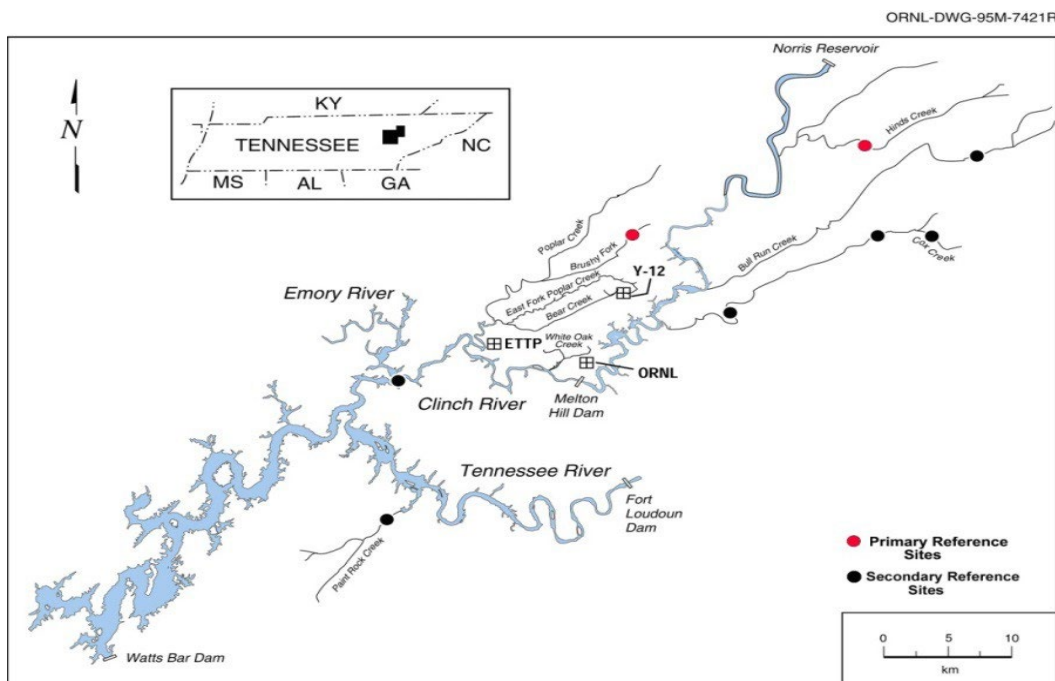 ORNL-DWG-95M-7421R
Norris Reservoir
N
KY
TENNESSEE
NC
MS
AL
GA
Hinds Creek
Poplar Creek
Brushy Fork
Bull Run Creek
Cox Creek
Y-12
East Fork Poplar Creek
Bear Creek
Emory River
ETTP
White Oak
Creek
ORNL
Clinch River
Melton
Hill Dam
Tennessee River
Fort
Loudoun
Dam
Paint Rock Creek
Primary Reference
Sites
Secondary Reference
Sites
0 5 10
km
Watts Bar Dam